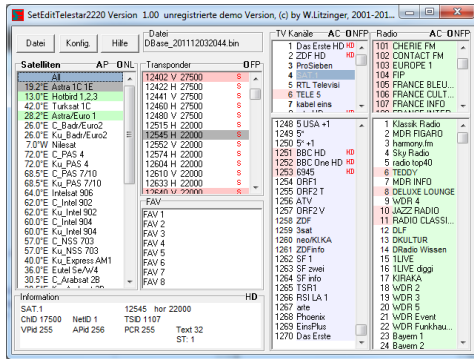 SetEditTelestar2220 Version 1.00 unregistrierte demo Version, (c) by W.Litzinger, 2001-201...
Datei
Konfig.
Hilfe
Datei
DBase_201112032044.bin
Satelliten AP-ONL
All
19.2°E Astra 1C 1E
13.0°E Hotbird 1,2,3
42.0°E Turksat 1C
28.2°E Astra/Euro 1
26.0°E C_Badr/Euro2
26.0°E Ku_Badr/Euro2
7.0°W Nilesat
72.0°E C_PAS 4
72.0°E Ku_PAS 4
68.5°E C_PAS 7/10
68.5°E Ku_PAS 7/10
64.0°E Intelsat 906
62.0°E C_Intel 902
62.0°E Ku_Intel 902
60.0°E C_Intel 904
60.0°E Ku_Intel 904
57.0°E C_NSS 703
57.0°E Ku_NSS 703
40.0°E Ku_Express AM1
36.0°E Eutel Se/W4
30.5°E C_Arabsat 2B
Transponder OFP
12402 V 27500 S
12422 H 27500 S
12441 V 27500 S
12460 H 27500 S
12480 V 27500 S
12515 H 22000 S
12545 H 22000 S
12552 V 22000 S
12574 H 22000 S
12604 H 22000 S
12610 V 22000 S
12633 H 22000 S
12640 V 22000 S
FAV
FAV 1
FAV 2
FAV 3
FAV 4
FAV 5
FAV 6
FAV 7
FAV 8
Information HD-
SAT.1 12545 hor 22000
ChID 17500 NetID 1 TSID 1107
VPid 255 APid 256 PCR 255 Text 32
ST: 1
TV Kanäle AC-ONFP
1 Das Erste HD HD
2 ZDF HD HD
3 ProSieben
4 SAT.1
5 RTL Televisi
6 TELE 5
7 kabel eins
1248 5 USA +1
1249 5*
1250 5* +1
1251 BBC HD HD
1252 BBC One HD HD
1253 6945 HD
1254 ORF1
1255 ORF2 T
1256 ATV
1257 ORF2 V
1258 ZDF
1259 3sat
1260 neo/KI.KA
1261 ZDFinfo
1262 SF 1
1263 SF zwei
1264 SF info
1265 TSR1
1266 RSI LA 1
1267 arte
1268 Phoenix
1269 EinsPlus
1270 Das Erste
Radio AC-ONFP
101 CHERIE FM
102 CONTACT FM
103 EUROPE 1
104 FIP
105 FRANCE BLEU...
106 FRANCE CULT...
107 FRANCE INFO
1 Klassik Radio
2 MDR FIGARO
3 harmony.fm
4 Sky Radio
5 radio top40
6 TEDDY
7 MDR INFO
8 DELUXE LOUNGE
9 WDR 4
10 JAZZ RADIO
11 RADIO CLASSI...
12 DLF
13 DKULTUR
14 DRadio Wissen
15 1LIVE
16 1LIVE diggi
17 KIRAKA
18 WDR 2
19 WDR 3
20 WDR 5
21 WDR Event
22 WDR Funkhau...
23 Bayern 1
24 Bayern 2